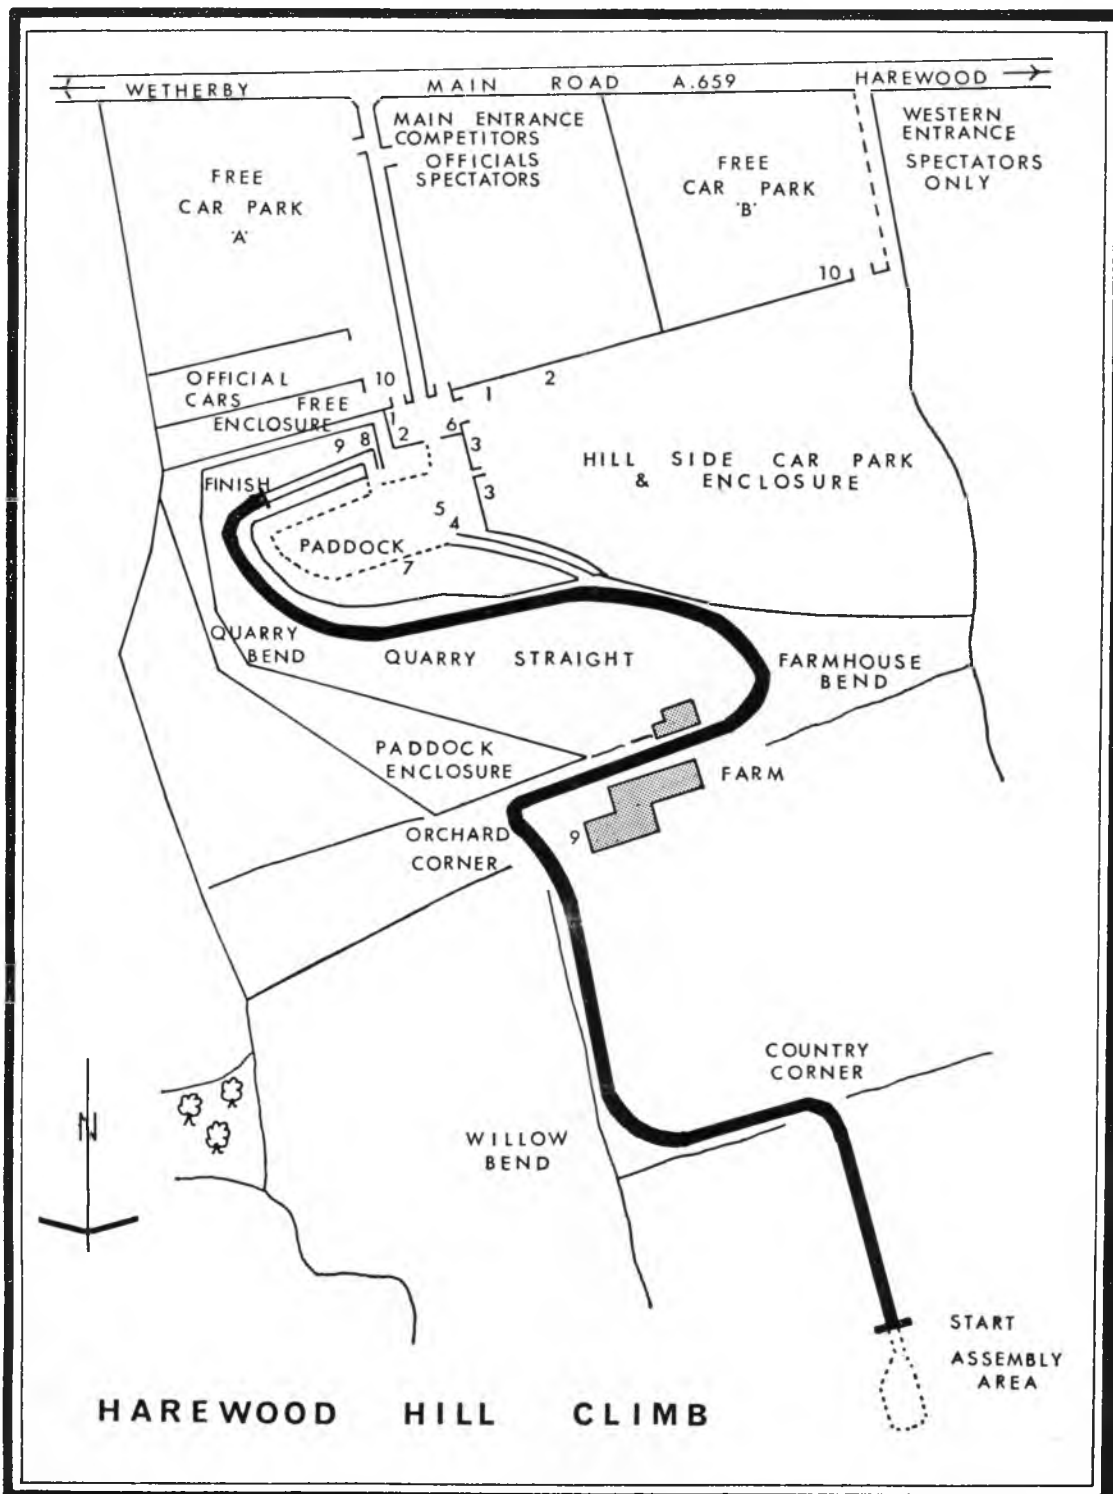 WETHERBY
MAIN ROAD A.659
HAREWOOD
MAIN ENTRANCE
COMPETITORS
OFFICIALS
SPECTATORS
WESTERN
ENTRANCE
SPECTATORS
ONLY
FREE
CAR PARK
'A'
FREE
CAR PARK
'B'
10
OFFICIAL
CARS
10
FREE
ENCLOSURE
1
2
1
2
6
3
3
8
9
HILL SIDE CAR PARK
& ENCLOSURE
FINISH
5
4
PADDOCK
7
QUARRY
BEND
QUARRY STRAIGHT
FARMHOUSE
BEND
PADDOCK
ENCLOSURE
FARM
9
ORCHARD
CORNER
COUNTRY
CORNER
N
WILLOW
BEND
START
ASSEMBLY
AREA
HAREWOOD HILL CLIMB